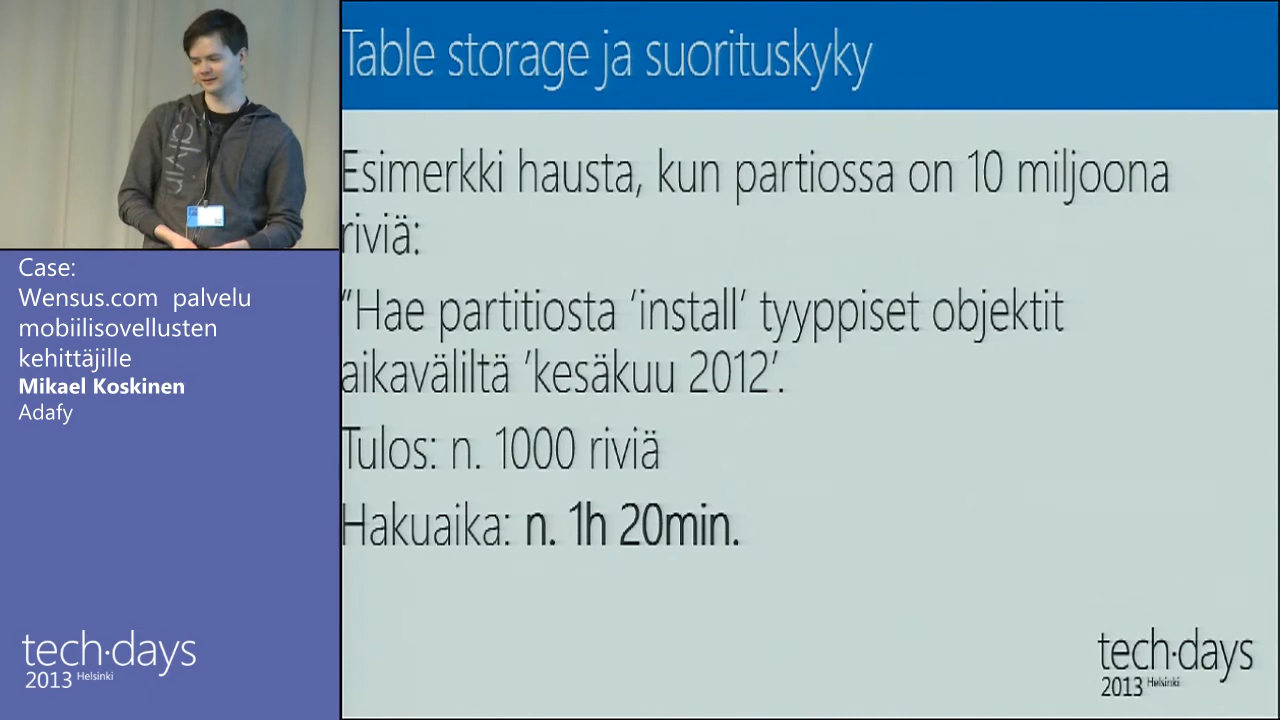 Table storage ja suorituskyky
Esimerkki hausta, kun partiossa on 10 miljoona
riviä:
”Hae partitiosta ’install’ tyyppiset objektit
aikaväliltä ’kesäkuu 2012’.
Tulos: n. 1000 riviä
Hakuaika: n. 1h 20min.
tech·days
2013 Helsinki
Case:
Wensus.com palvelu
mobiilisovellusten
kehittäjille
Mikael Koskinen
Adafy
tech·days
2013 Helsinki